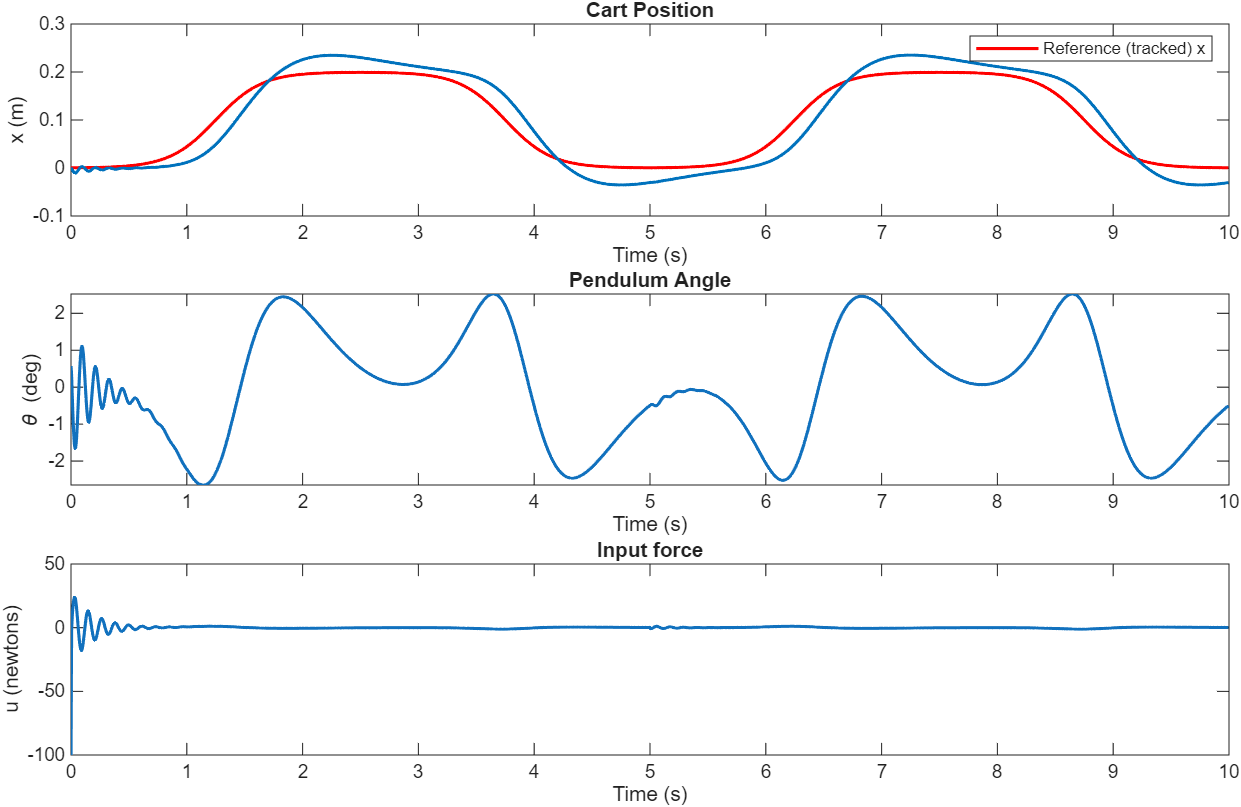 Cart Position
0.3
0.2
0.1
0
-0.1
x (m)
Reference (tracked) x
0 1 2 3 4 5 6 7 8 9 10
Time (s)
Pendulum Angle
2
1
0
-1
-2
θ (deg)
0 1 2 3 4 5 6 7 8 9 10
Time (s)
Input force
50
0
-50
-100
u (newtons)
0 1 2 3 4 5 6 7 8 9 10
Time (s)